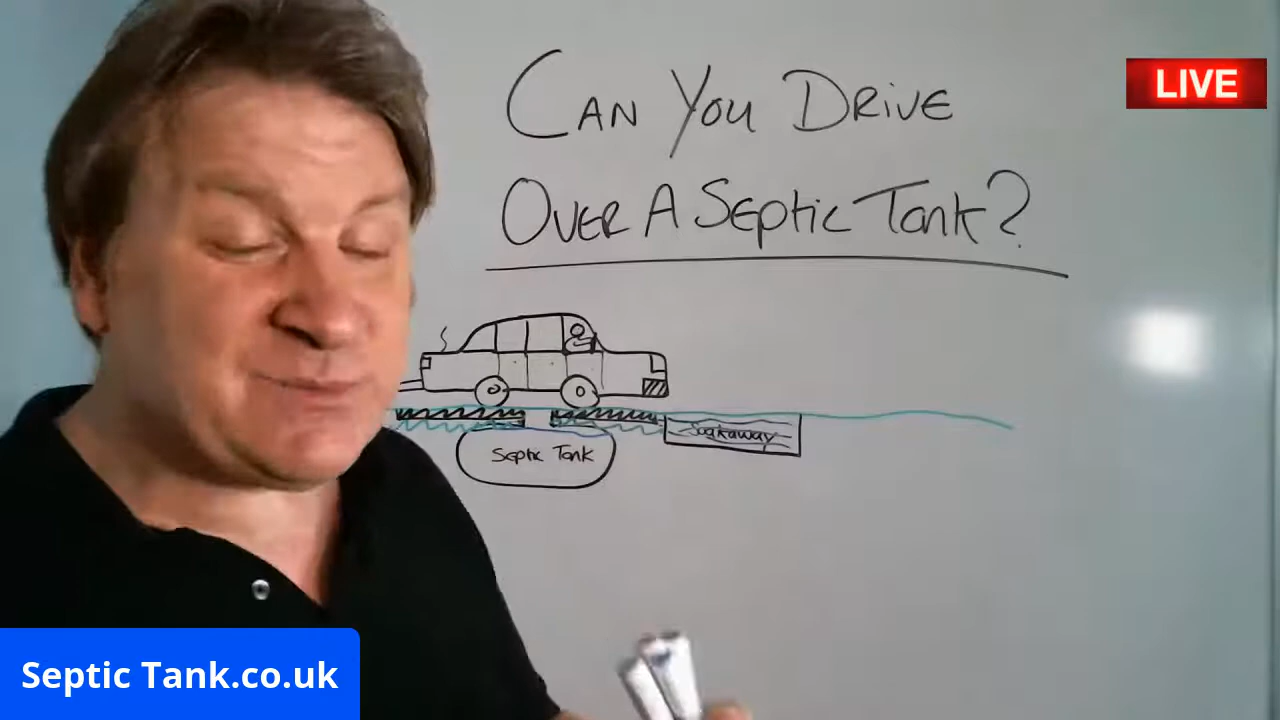 LIVE
CAN YOU DRIVE
OVER A SEPTIC TANK?
Soakaway
Septic Tank
Septic Tank.co.uk